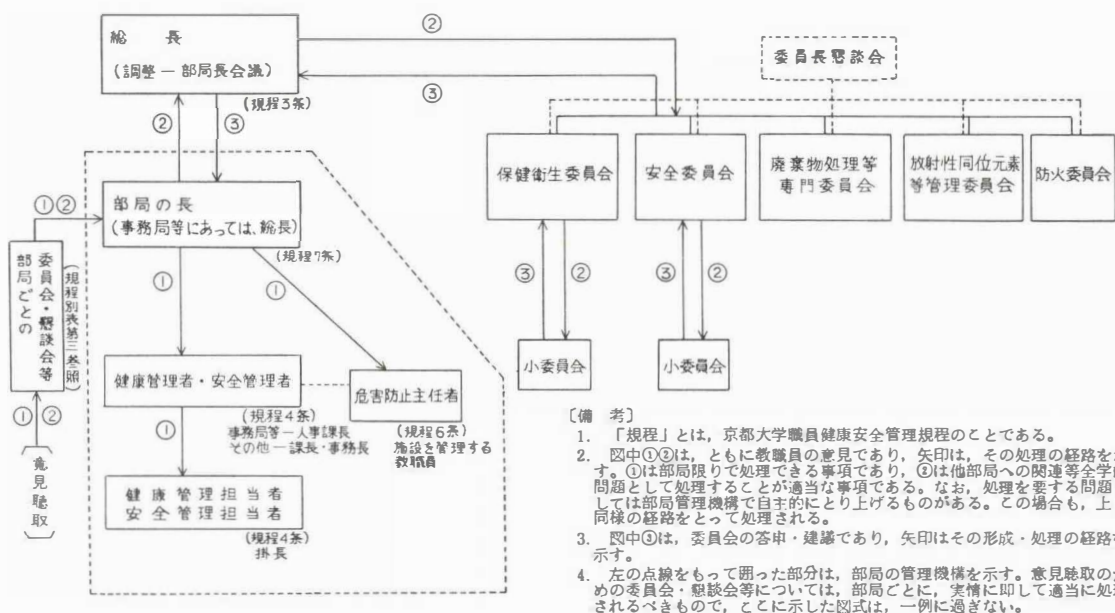 総長
(調整 ― 部局長会議)
(規程3条)
②
③
②
③
委員長懇談会
保健衛生委員会
安全委員会
廃棄物処理等
専門委員会
放射性同位元素
等管理委員会
防火委員会
③
②
③
②
小委員会
小委員会
部局の長
(事務局等にあっては、総長)
(規程7条)
①②
部局ごとの
委員会・懇談会等
(規程別表第三参照)
①
②
〔意見聴取〕
①
①
健康管理者・安全管理者
(規程4条)
事務局等―人事課長
その他―課長・事務長
危害防止主任者
(規程6条)
施設を管理する
教職員
①
健康管理担当者
安全管理担当者
(規程4条)
掛長
〔備 考〕
1. 「規程」とは,京都大学職員健康安全管理規程のことである。
2. 図中①②は,ともに教職員の意見であり,矢印は,その処理の経路を
す。①は部局限りで処理できる事項であり,②は他部局への関連等全学
問題として処理することが適当な事項である。なお,処理を要する問題
しては部局管理機構で自主的にとり上げるものがある。この場合も,上
同様の経路をとって処理される。
3. 図中③は,委員会の答申・建議であり,矢印はその形成・処理の経路
示す。
4. 左の点線をもって囲った部分は,部局の管理機構を示す。意見聴取の
めの委員会・懇談会等については,部局ごとに,実情に即して適当に処
されるべきもので,ここに示した図式は,一例に過ぎない。